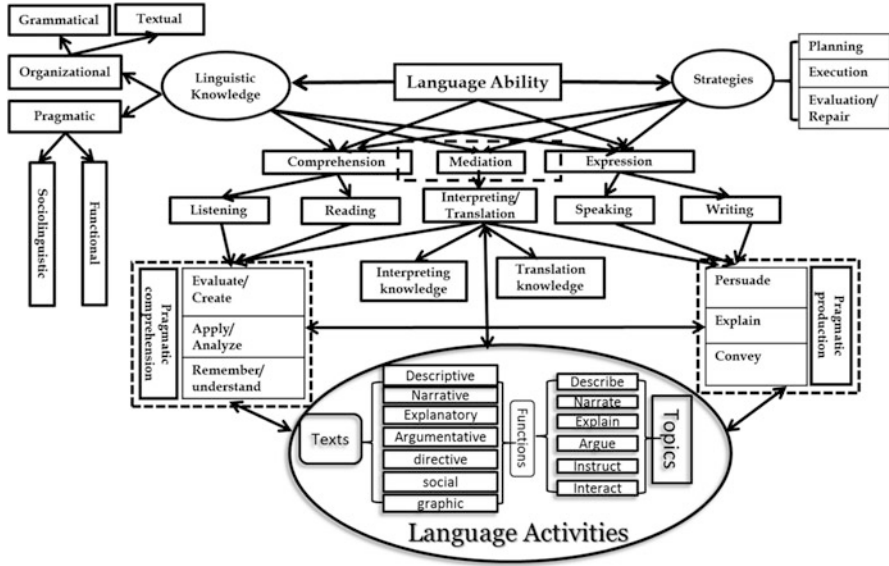 Grammatical
Textual
Organizational
Linguistic
Knowledge
Language Ability
Strategies
Planning
Execution
Evaluation/
Repair
Pragmatic
Sociolinguistic
Functional
Comprehension
Mediation
Expression
Listening
Reading
Interpreting/
Translation
Speaking
Writing
Interpreting
knowledge
Translation
knowledge
Pragmatic
comprehension
Evaluate/
Create
Apply/
Analyze
Remember/
understand
Persuade
Explain
Convey
Pragmatic
production
Texts
Descriptive
Narrative
Explanatory
Argumentative
directive
social
graphic
Functions
Describe
Narrate
Explain
Argue
Instruct
Interact
Topics
Language Activities